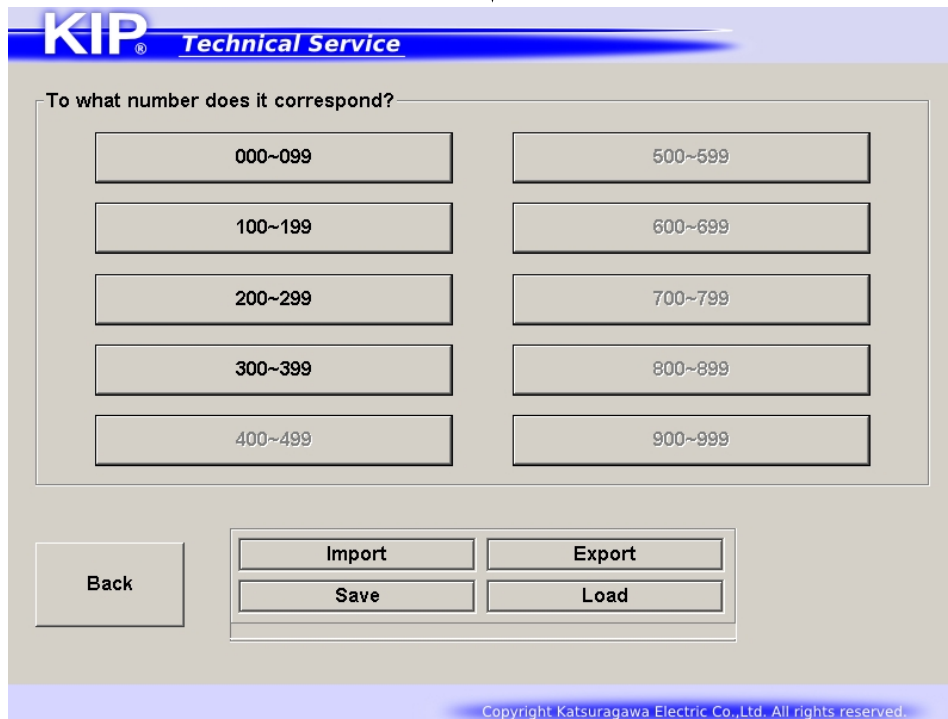 KIP® Technical Service
To what number does it correspond?
000~099 500~599
100~199 600~699
200~299 700~799
300~399 800~899
400~499 900~999
Import Export
Back
Save Load
Copyright Katsuragawa Electric Co.,Ltd. All rights reserved.